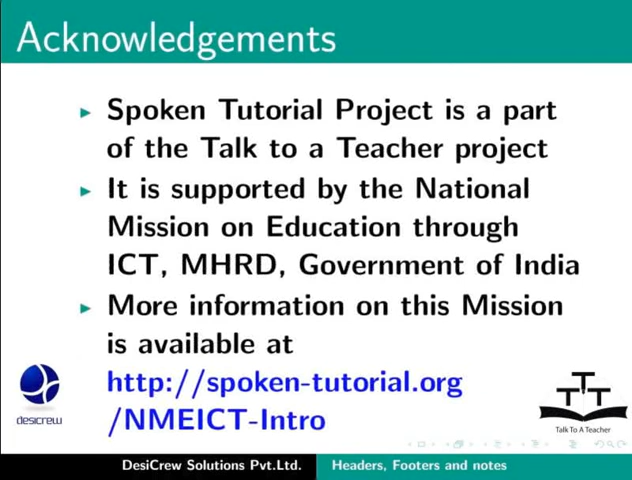 Acknowledgements
Spoken Tutorial Project is a part
of the Talk to a Teacher project
It is supported by the National
Mission on Education through
ICT, MHRD, Government of India
More information on this Mission
is available at
http://spoken-tutorial.org
/NMEICT-Intro
desicrew
TTT
Talk To A Teacher
DesiCrew Solutions Pvt.Ltd.
Headers, Footers and notes